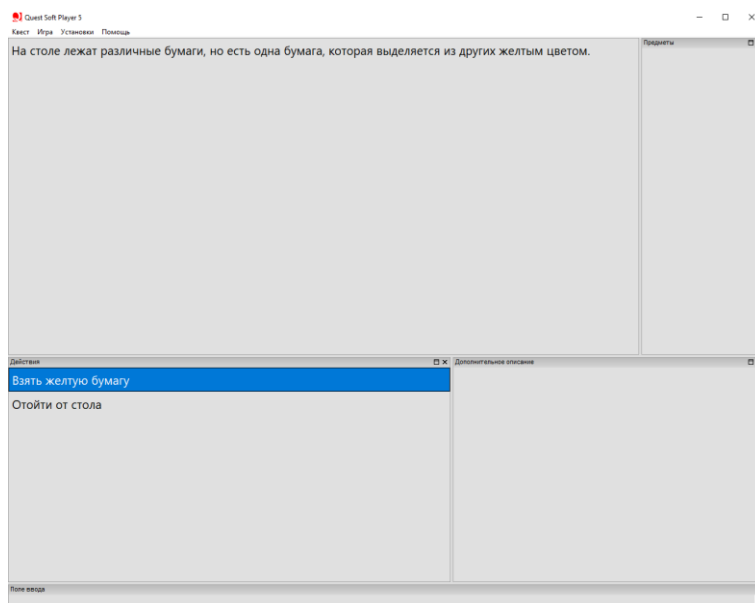 Quest Soft Player 5
Квест Игра Установки Помощь
На столе лежат различные бумаги, но есть одна бумага, которая выделяется из других желтым цветом.
Предметы
Действия
Взять желтую бумагу
Отойти от стола
Дополнительное описание
Поле ввода